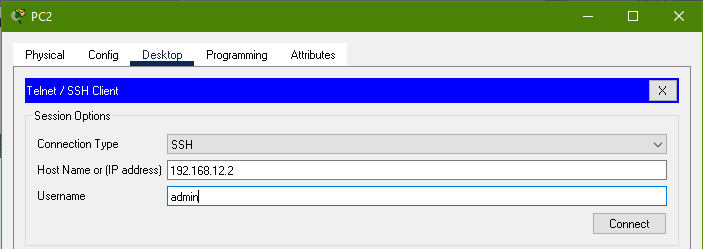 PC2
Physical Config Desktop Programming Attributes
Telnet / SSH Client X
Session Options
Connection Type SSH
Host Name or (IP address) 192.168.12.2
Username admin
Connect